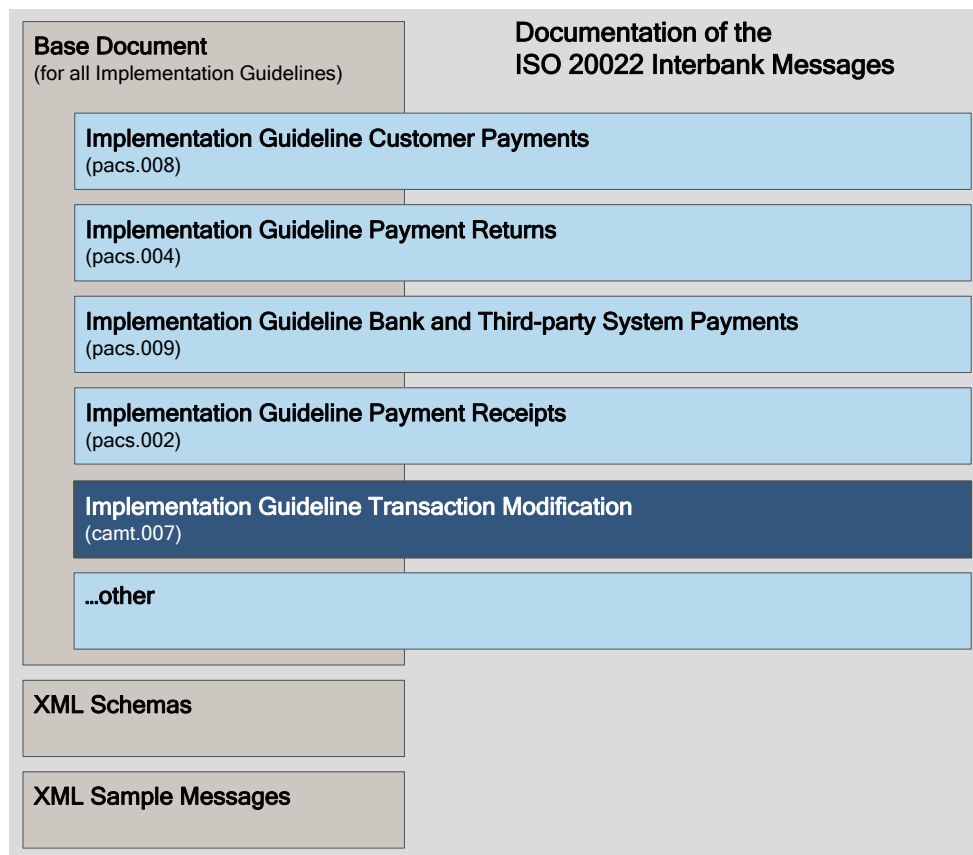 Base Document
(for all Implementation Guidelines)
Documentation of the
ISO 20022 Interbank Messages
Implementation Guideline Customer Payments
(pacs.008)
Implementation Guideline Payment Returns
(pacs.004)
Implementation Guideline Bank and Third-party System Payments
(pacs.009)
Implementation Guideline Payment Receipts
(pacs.002)
Implementation Guideline Transaction Modification
(camt.007)
...other
XML Schemas
XML Sample Messages